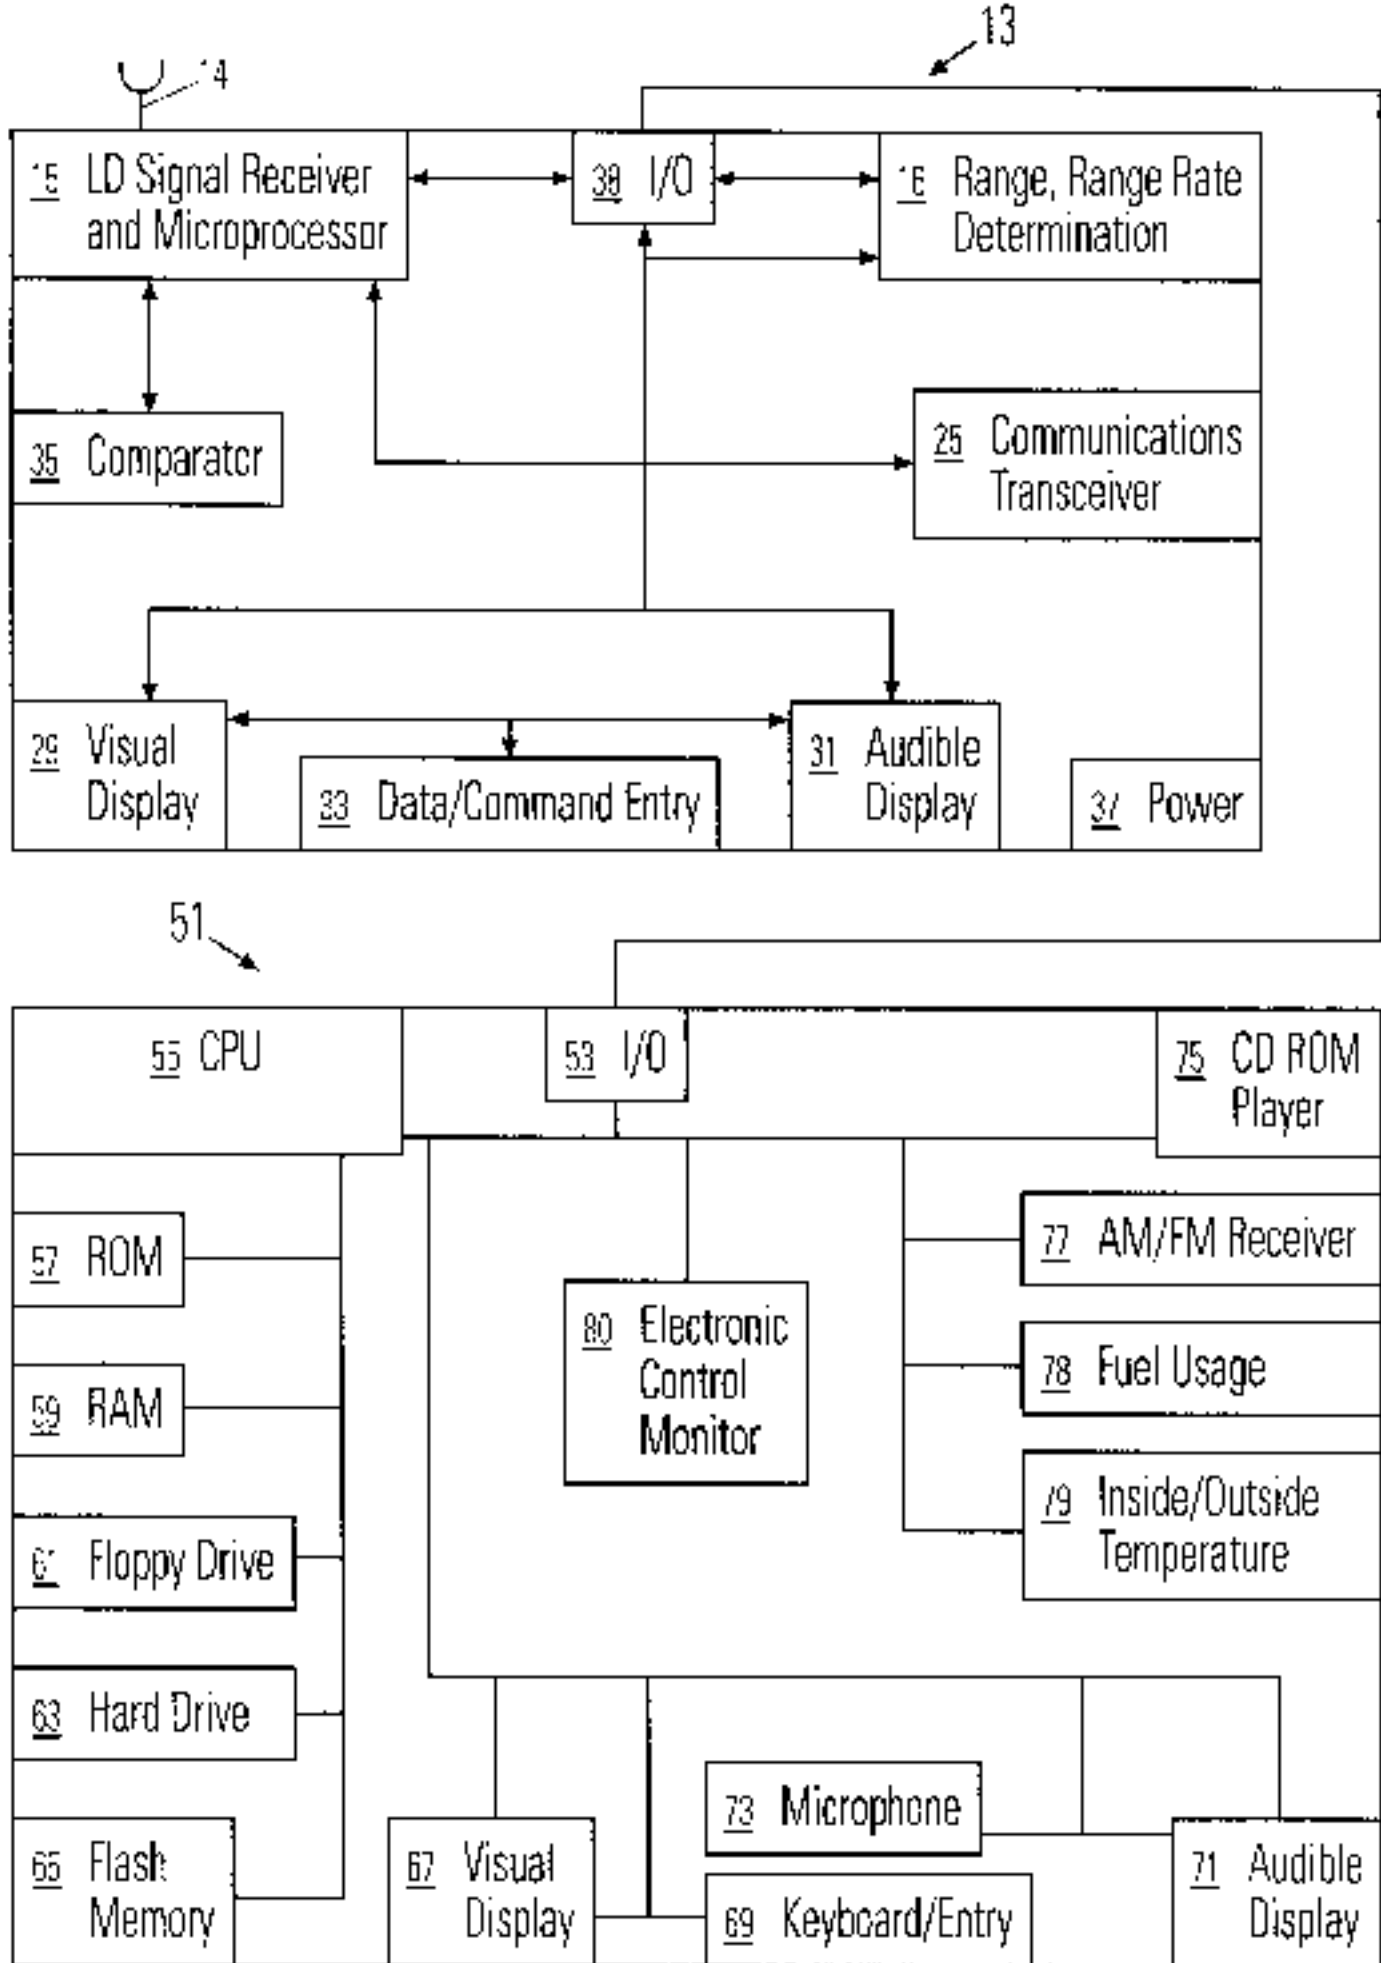 13
14
15 LD Signal Receiver
and Microprocessor
38 I/O
16 Range, Range Rate
Determination
35 Comparator
25 Communications
Transceiver
29 Visual
Display
33 Data/Command Entry
31 Audible
Display
37 Power
51
55 CPU
53 I/O
75 CD ROM
Player
57 ROM
77 AM/FM Receiver
80 Electronic
Control
Monitor
78 Fuel Usage
59 RAM
79 Inside/Outside
Temperature
61 Floppy Drive
63 Hard Drive
73 Microphone
65 Flash
Memory
67 Visual
Display
69 Keyboard/Entry
71 Audible
Display